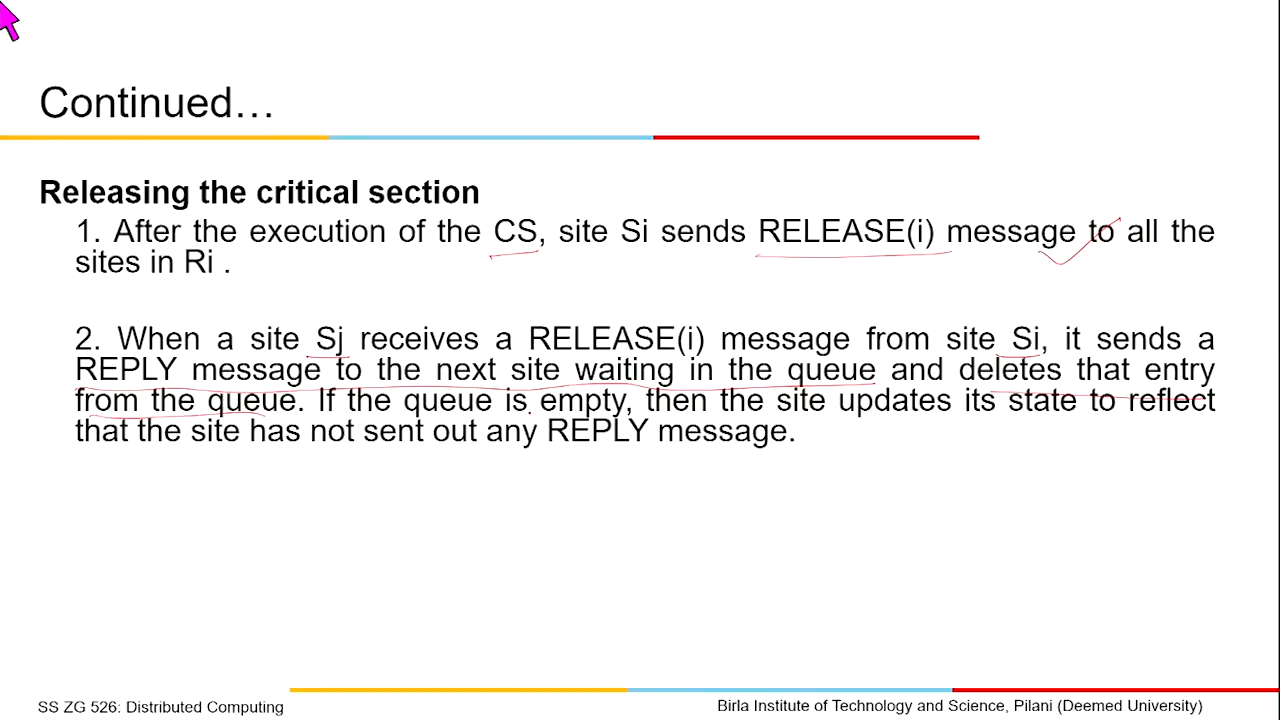 Continued…
Releasing the critical section
1. After the execution of the CS, site Si sends RELEASE(i) message to all the
sites in Ri .
2. When a site Sj receives a RELEASE(i) message from site Si, it sends a
REPLY message to the next site waiting in the queue and deletes that entry
from the queue. If the queue is empty, then the site updates its state to reflect
that the site has not sent out any REPLY message.
SS ZG 526: Distributed Computing
Birla Institute of Technology and Science, Pilani (Deemed University)